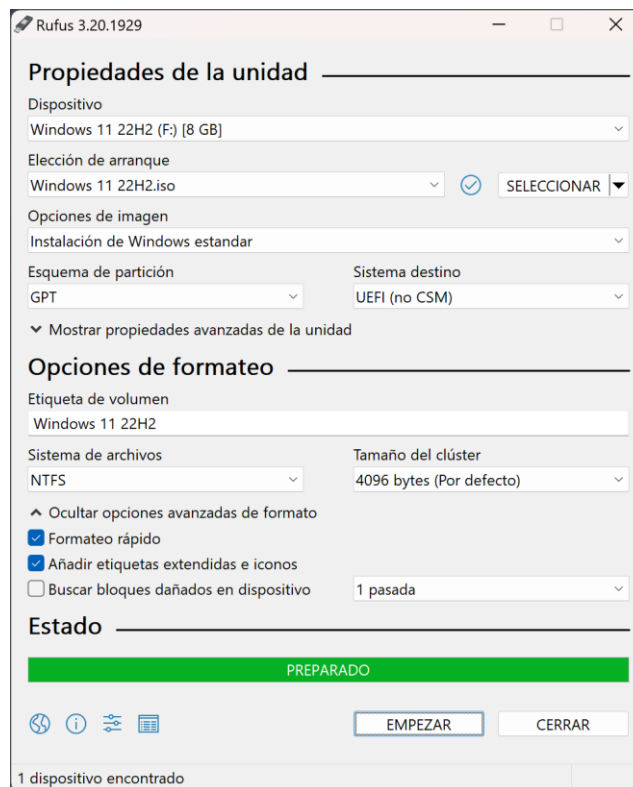 Rufus 3.20.1929
Propiedades de la unidad
Dispositivo
Windows 11 22H2 (F:) [8 GB]
Elección de arranque
Windows 11 22H2.iso
SELECCIONAR
Opciones de imagen
Instalación de Windows estandar
Esquema de partición Sistema destino
GPT UEFI (no CSM)
Mostrar propiedades avanzadas de la unidad
Opciones de formateo
Etiqueta de volumen
Windows 11 22H2
Sistema de archivos Tamaño del clúster
NTFS 4096 bytes (Por defecto)
Ocultar opciones avanzadas de formato
Formateo rápido
Añadir etiquetas extendidas e iconos
Buscar bloques dañados en dispositivo 1 pasada
Estado
PREPARADO
EMPEZAR CERRAR
1 dispositivo encontrado